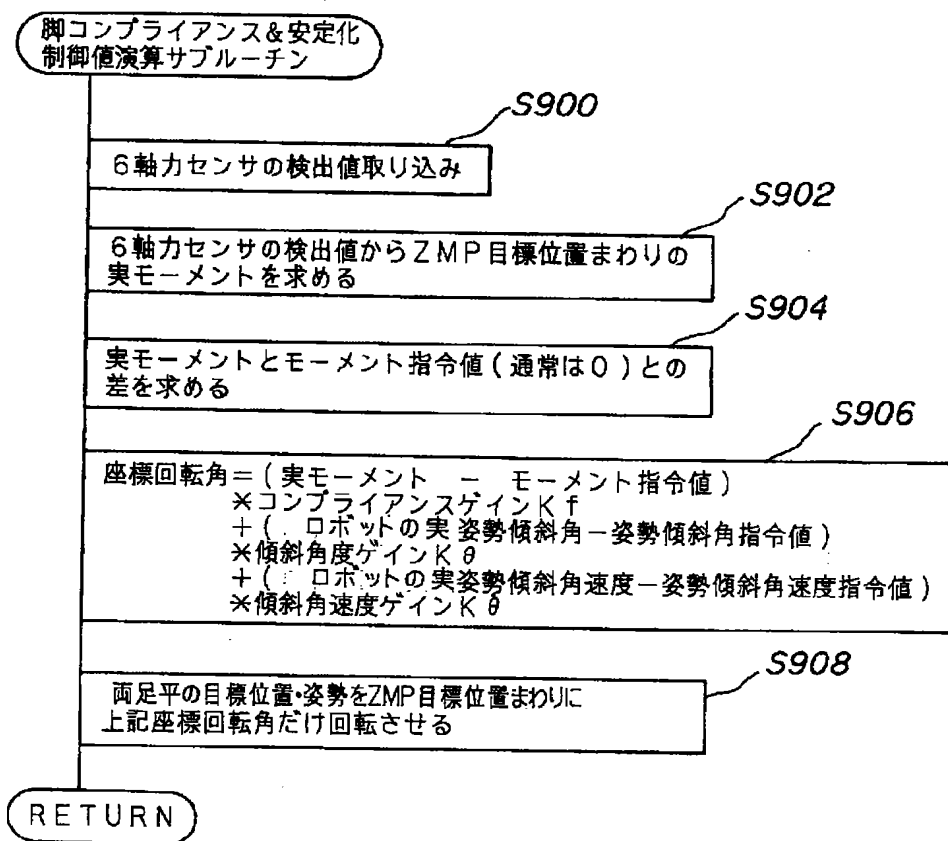 脚コンプライアンス&安定化
制御値演算サブルーチン
S900
6軸力センサの検出値取り込み
S902
6軸力センサの検出値からZMP目標位置まわりの
実モーメントを求める
S904
実モーメントとモーメント指令値(通常は0)との
差を求める
S906
座標回転角=(実モーメント － モーメント指令値)
*コンプライアンスゲインKf
+(ロボットの実姿勢傾斜角－姿勢傾斜角指令値)
*傾斜角度ゲインKθ
+(ロボットの実姿勢傾斜角速度－姿勢傾斜角速度指令値)
*傾斜角速度ゲインKθ̇
S908
両足平の目標位置・姿勢をZMP目標位置まわりに
上記座標回転角だけ回転させる
RETURN